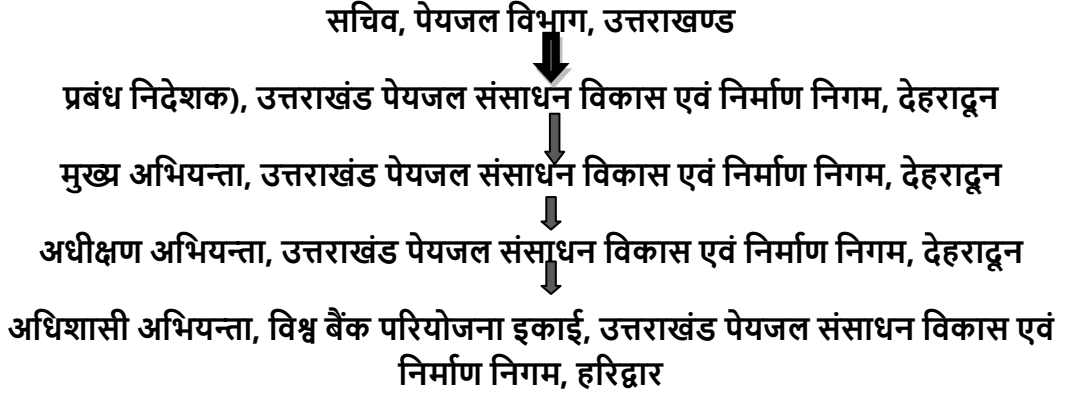 सचिव, पेयजल विभाग, उत्तराखण्ड
प्रबंध निदेशक), उत्तराखंड पेयजल संसाधन विकास एवं निर्माण निगम, देहरादून
मुख्य अभियन्ता, उत्तराखंड पेयजल संसाधन विकास एवं निर्माण निगम, देहरादून
अधीक्षण अभियन्ता, उत्तराखंड पेयजल संसाधन विकास एवं निर्माण निगम, देहरादून
अधिशासी अभियन्ता, विश्व बैंक परियोजना इकाई, उत्तराखंड पेयजल संसाधन विकास एवं
निर्माण निगम, हरिद्वार